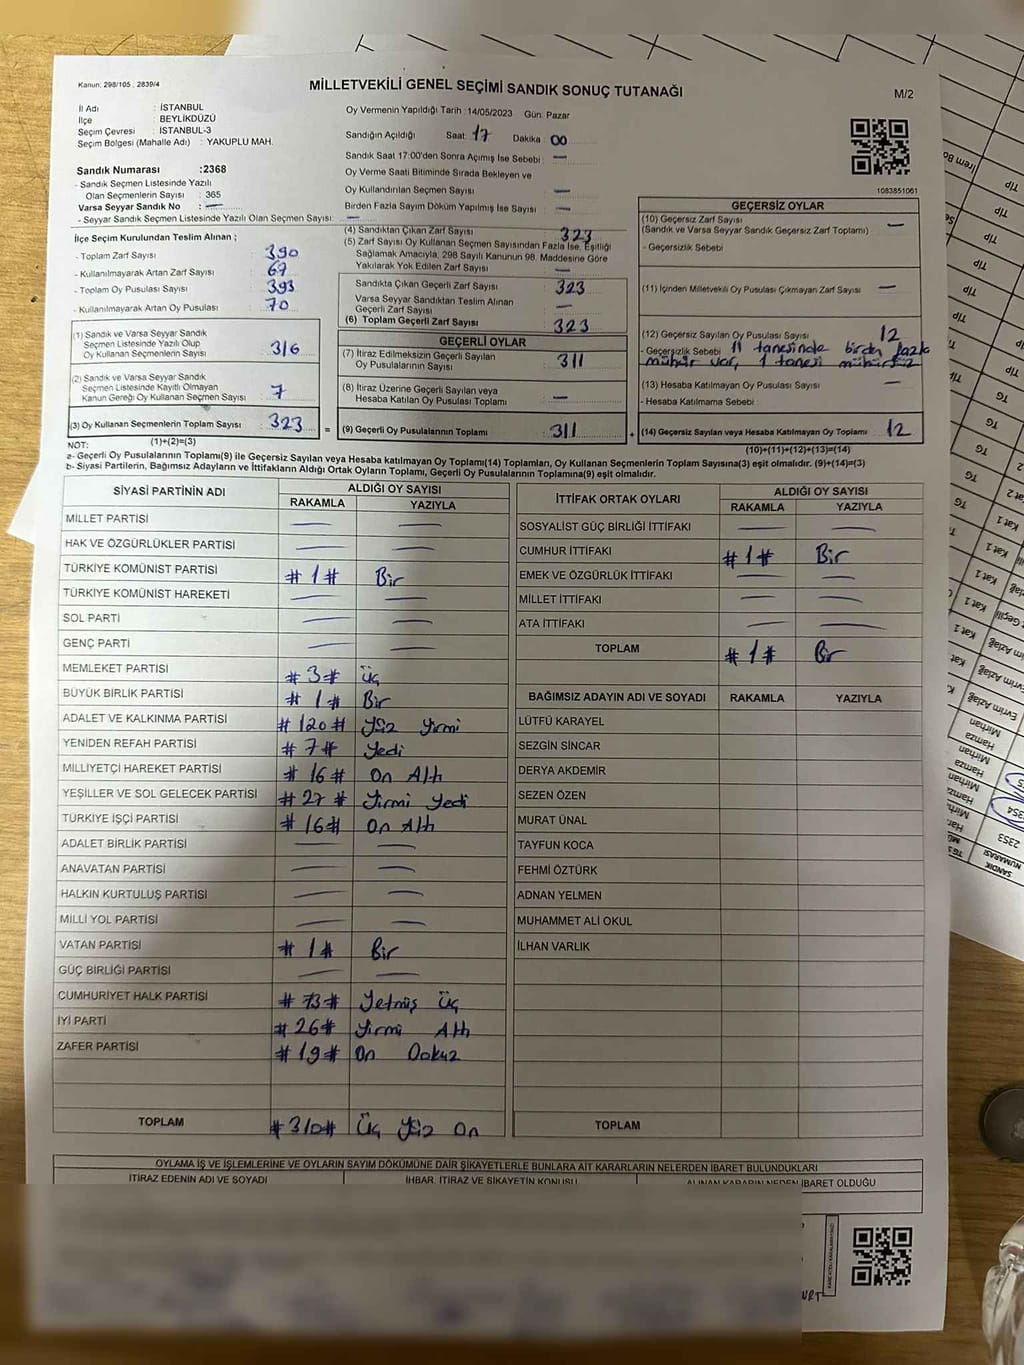 Kanun: 298/105 , 2839/4
MİLLETVEKİLİ GENEL SEÇİMİ SANDIK SONUÇ TUTANAĞI
M/2
İl Adı : İSTANBUL
İlçe : BEYLİKDÜZÜ
Seçim Çevresi : İSTANBUL-3
Seçim Bölgesi (Mahalle Adı) : YAKUPLU MAH.
Oy Vermenin Yapıldığı Tarih :14/05/2023 Gün: Pazar
Sandığın Açıldığı Saat: 17 Dakika : 00
Sandık Saat 17:00'den Sonra Açımış İse Sebebi : —
Oy Verme Saati Bitiminde Sırada Bekleyen ve
Oy Kullandırılan Seçmen Sayısı : —
Birden Fazla Sayım Döküm Yapılmış İse Sayısı : —
Sandık Numarası :2368
- Sandık Seçmen Listesinde Yazılı
Olan Seçmenlerin Sayısı : 365
Varsa Seyyar Sandık No : —
- Seyyar Sandık Seçmen Listesinde Yazılı Olan Seçmen Sayısı: —
1083851061
İlçe Seçim Kurulundan Teslim Alınan ;
- Toplam Zarf Sayısı : 390
- Kullanılmayarak Artan Zarf Sayısı : 67
- Toplam Oy Pusulası Sayısı : 393
- Kullanılmayarak Artan Oy Pusulası : 70
(1) Sandık ve Varsa Seyyar Sandık
Seçmen Listesinde Yazılı Olup
Oy Kullanan Seçmenlerin Sayısı : 316
(2) Sandık ve Varsa Seyyar Sandık
Seçmen Listesinde Kayıtlı Olmayan
Kanun Gereği Oy Kullanan Seçmen Sayısı : 7
(3) Oy Kullanan Seçmenlerin Toplam Sayısı : 323
(4) Sandıktan Çıkan Zarf Sayısı : 323
(5) Zarf Sayısı Oy Kullanan Seçmen Sayısından Fazla İse, Eşitliği
Sağlamak Amacıyla, 298 Sayılı Kanunun 98. Maddesine Göre
Yakılarak Yok Edilen Zarf Sayısı : —
Sandıkta Çıkan Geçerli Zarf Sayısı : 323
Varsa Seyyar Sandıktan Teslim Alınan
Geçerli Zarf Sayısı : —
(6) Toplam Geçerli Zarf Sayısı : 323
GEÇERLİ OYLAR
(7) İtiraz Edilmeksizin Geçerli Sayılan
Oy Pusulalarının Sayısı : 311
(8) İtiraz Üzerine Geçerli Sayılan veya
Hesaba Katılan Oy Pusulası Toplamı : —
= (9) Geçerli Oy Pusulalarının Toplamı : 311
GEÇERSİZ OYLAR
(10) Geçersiz Zarf Sayısı
(Sandık ve Varsa Seyyar Sandık Geçersiz Zarf Toplamı) : —
- Geçersizlik Sebebi :
(11) İçinden Milletvekili Oy Pusulası Çıkmayan Zarf Sayısı : —
(12) Geçersiz Sayılan Oy Pusulası Sayısı : 12
- Geçersizlik Sebebi : 11 tanesinde birden fazla
mühür var, 1 tanesi mühürsüz
(13) Hesaba Katılmayan Oy Pusulası Sayısı : —
- Hesaba Katılmama Sebebi :
+ (14) Geçersiz Sayılan veya Hesaba Katılmayan Oy Toplamı : 12
NOT: (1)+(2)=(3)
(10)+(11)+(12)+(13)=(14)
a- Geçerli Oy Pusulalarının Toplamı(9) ile Geçersiz Sayılan veya Hesaba katılmayan Oy Toplamı(14) Toplamları, Oy Kullanan Seçmenlerin Toplam Sayısına(3) eşit olmalıdır. (9)+(14)=(3)
b- Siyasi Partilerin, Bağımsız Adayların ve İttifakların Aldığı Ortak Oyların Toplamı, Geçerli Oy Pusulalarının Toplamına(9) eşit olmalıdır.
SİYASİ PARTİNİN ADI ALDIĞI OY SAYISI
RAKAMLA YAZIYLA
MİLLET PARTİSİ — —
HAK VE ÖZGÜRLÜKLER PARTİSİ — —
TÜRKİYE KOMÜNİST PARTİSİ #1# Bir
TÜRKİYE KOMÜNİST HAREKETİ — —
SOL PARTİ — —
GENÇ PARTİ — —
MEMLEKET PARTİSİ #3# Üç
BÜYÜK BİRLİK PARTİSİ #1# Bir
ADALET VE KALKINMA PARTİSİ #120# Yüz Yirmi
YENİDEN REFAH PARTİSİ #7# Yedi
MİLLİYETÇİ HAREKET PARTİSİ #16# On Altı
YEŞİLLER VE SOL GELECEK PARTİSİ #27# Yirmi Yedi
TÜRKİYE İŞÇİ PARTİSİ #16# On Altı
ADALET BİRLİK PARTİSİ — —
ANAVATAN PARTİSİ — —
HALKIN KURTULUŞ PARTİSİ — —
MİLLİ YOL PARTİSİ — —
VATAN PARTİSİ #1# Bir
GÜÇ BİRLİĞİ PARTİSİ — —
CUMHURİYET HALK PARTİSİ #73# Yetmiş Üç
İYİ PARTİ #26# Yirmi Altı
ZAFER PARTİSİ #19# On Dokuz
TOPLAM #310# Üç Yüz On
İTTİFAK ORTAK OYLARI ALDIĞI OY SAYISI
RAKAMLA YAZIYLA
SOSYALİST GÜÇ BİRLİĞİ İTTİFAKI — —
CUMHUR İTTİFAKI #1# Bir
EMEK VE ÖZGÜRLÜK İTTİFAKI — —
MİLLET İTTİFAKI — —
ATA İTTİFAKI — —
TOPLAM #1# Bir
BAĞIMSIZ ADAYIN ADI VE SOYADI RAKAMLA YAZIYLA
LÜTFÜ KARAYEL
SEZGİN SİNCAR
DERYA AKDEMİR
SEZEN ÖZEN
MURAT ÜNAL
TAYFUN KOCA
FEHMİ ÖZTÜRK
ADNAN YELMEN
MUHAMMET ALİ OKUL
İLHAN VARLIK
TOPLAM
OYLAMA İŞ VE İŞLEMLERİNE VE OYLARIN SAYIM DÖKÜMÜNE DAİR ŞİKAYETLERLE BUNLARA AİT KARARLARIN NELERDEN İBARET BULUNDUKLARI
İTİRAZ EDENİN ADI VE SOYADI İHBAR, İTİRAZ VE ŞİKAYETİN KONUSU ALINAN KARARIN NEDEN İBARET OLDUĞU